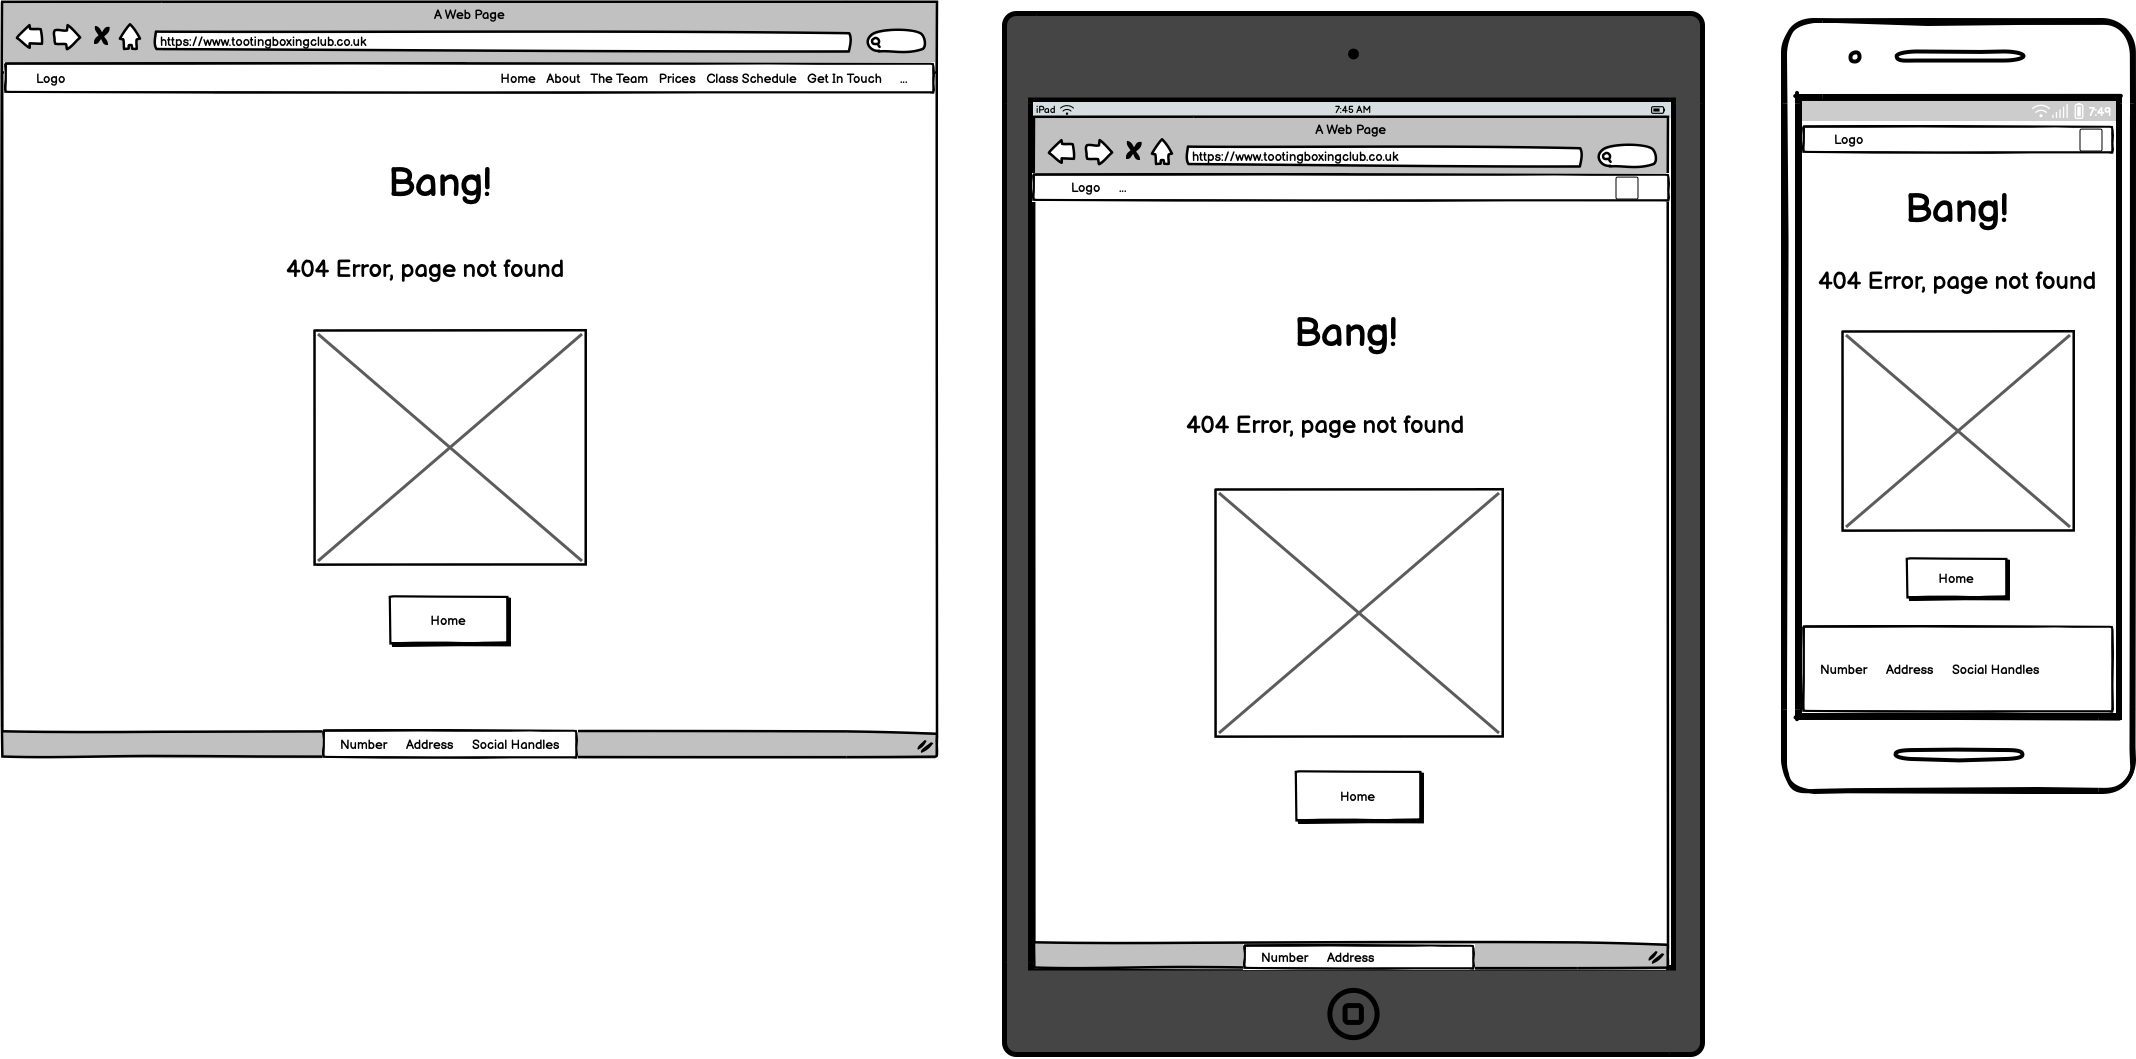 A Web Page
https://www.tootingboxingclub.co.uk
Logo Home About The Team Prices Class Schedule Get In Touch ...
Bang!
404 Error, page not found
Home
Number Address Social Handles
iPad 7:45 AM
A Web Page
https://www.tootingboxingclub.co.uk
Logo ...
Bang!
404 Error, page not found
Home
Number Address
7:49
Logo
Bang!
404 Error, page not found
Home
Number Address Social Handles